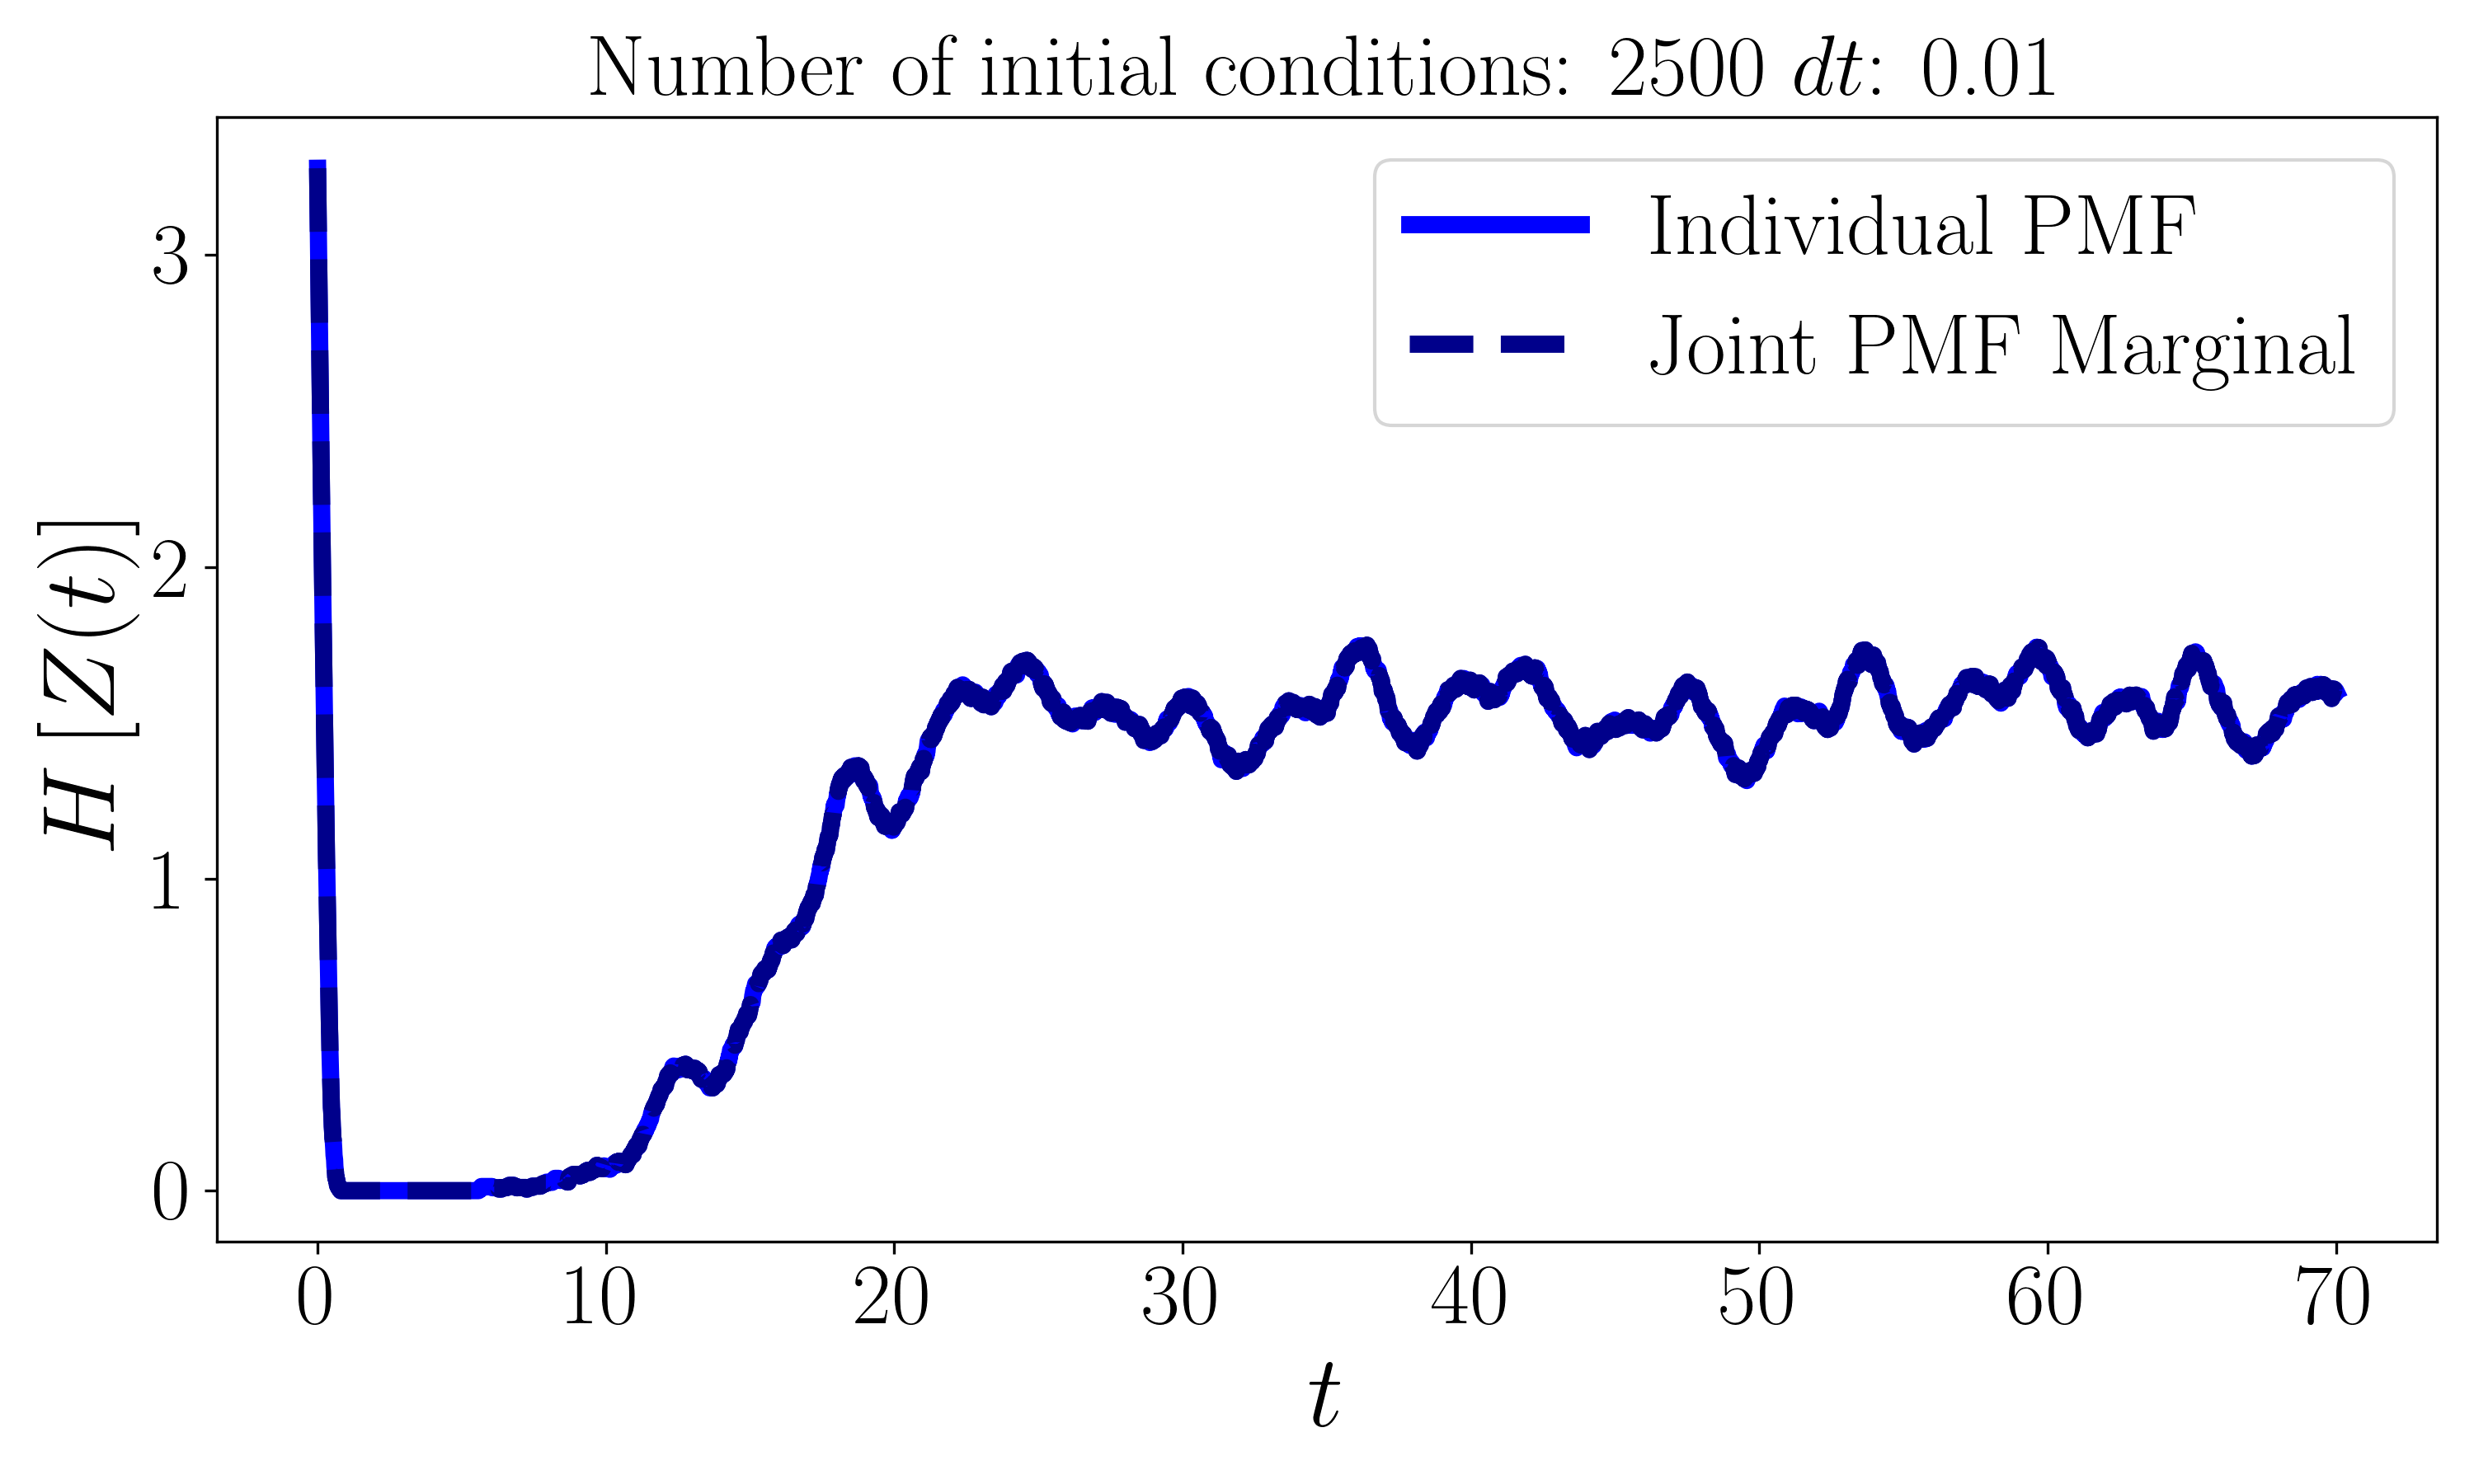 Number of initial conditions: 2500 dt: 0.01
Individual PMF
Joint PMF Marginal
H [Z(t)]
3
2
1
0
0 10 20 30 40 50 60 70
t